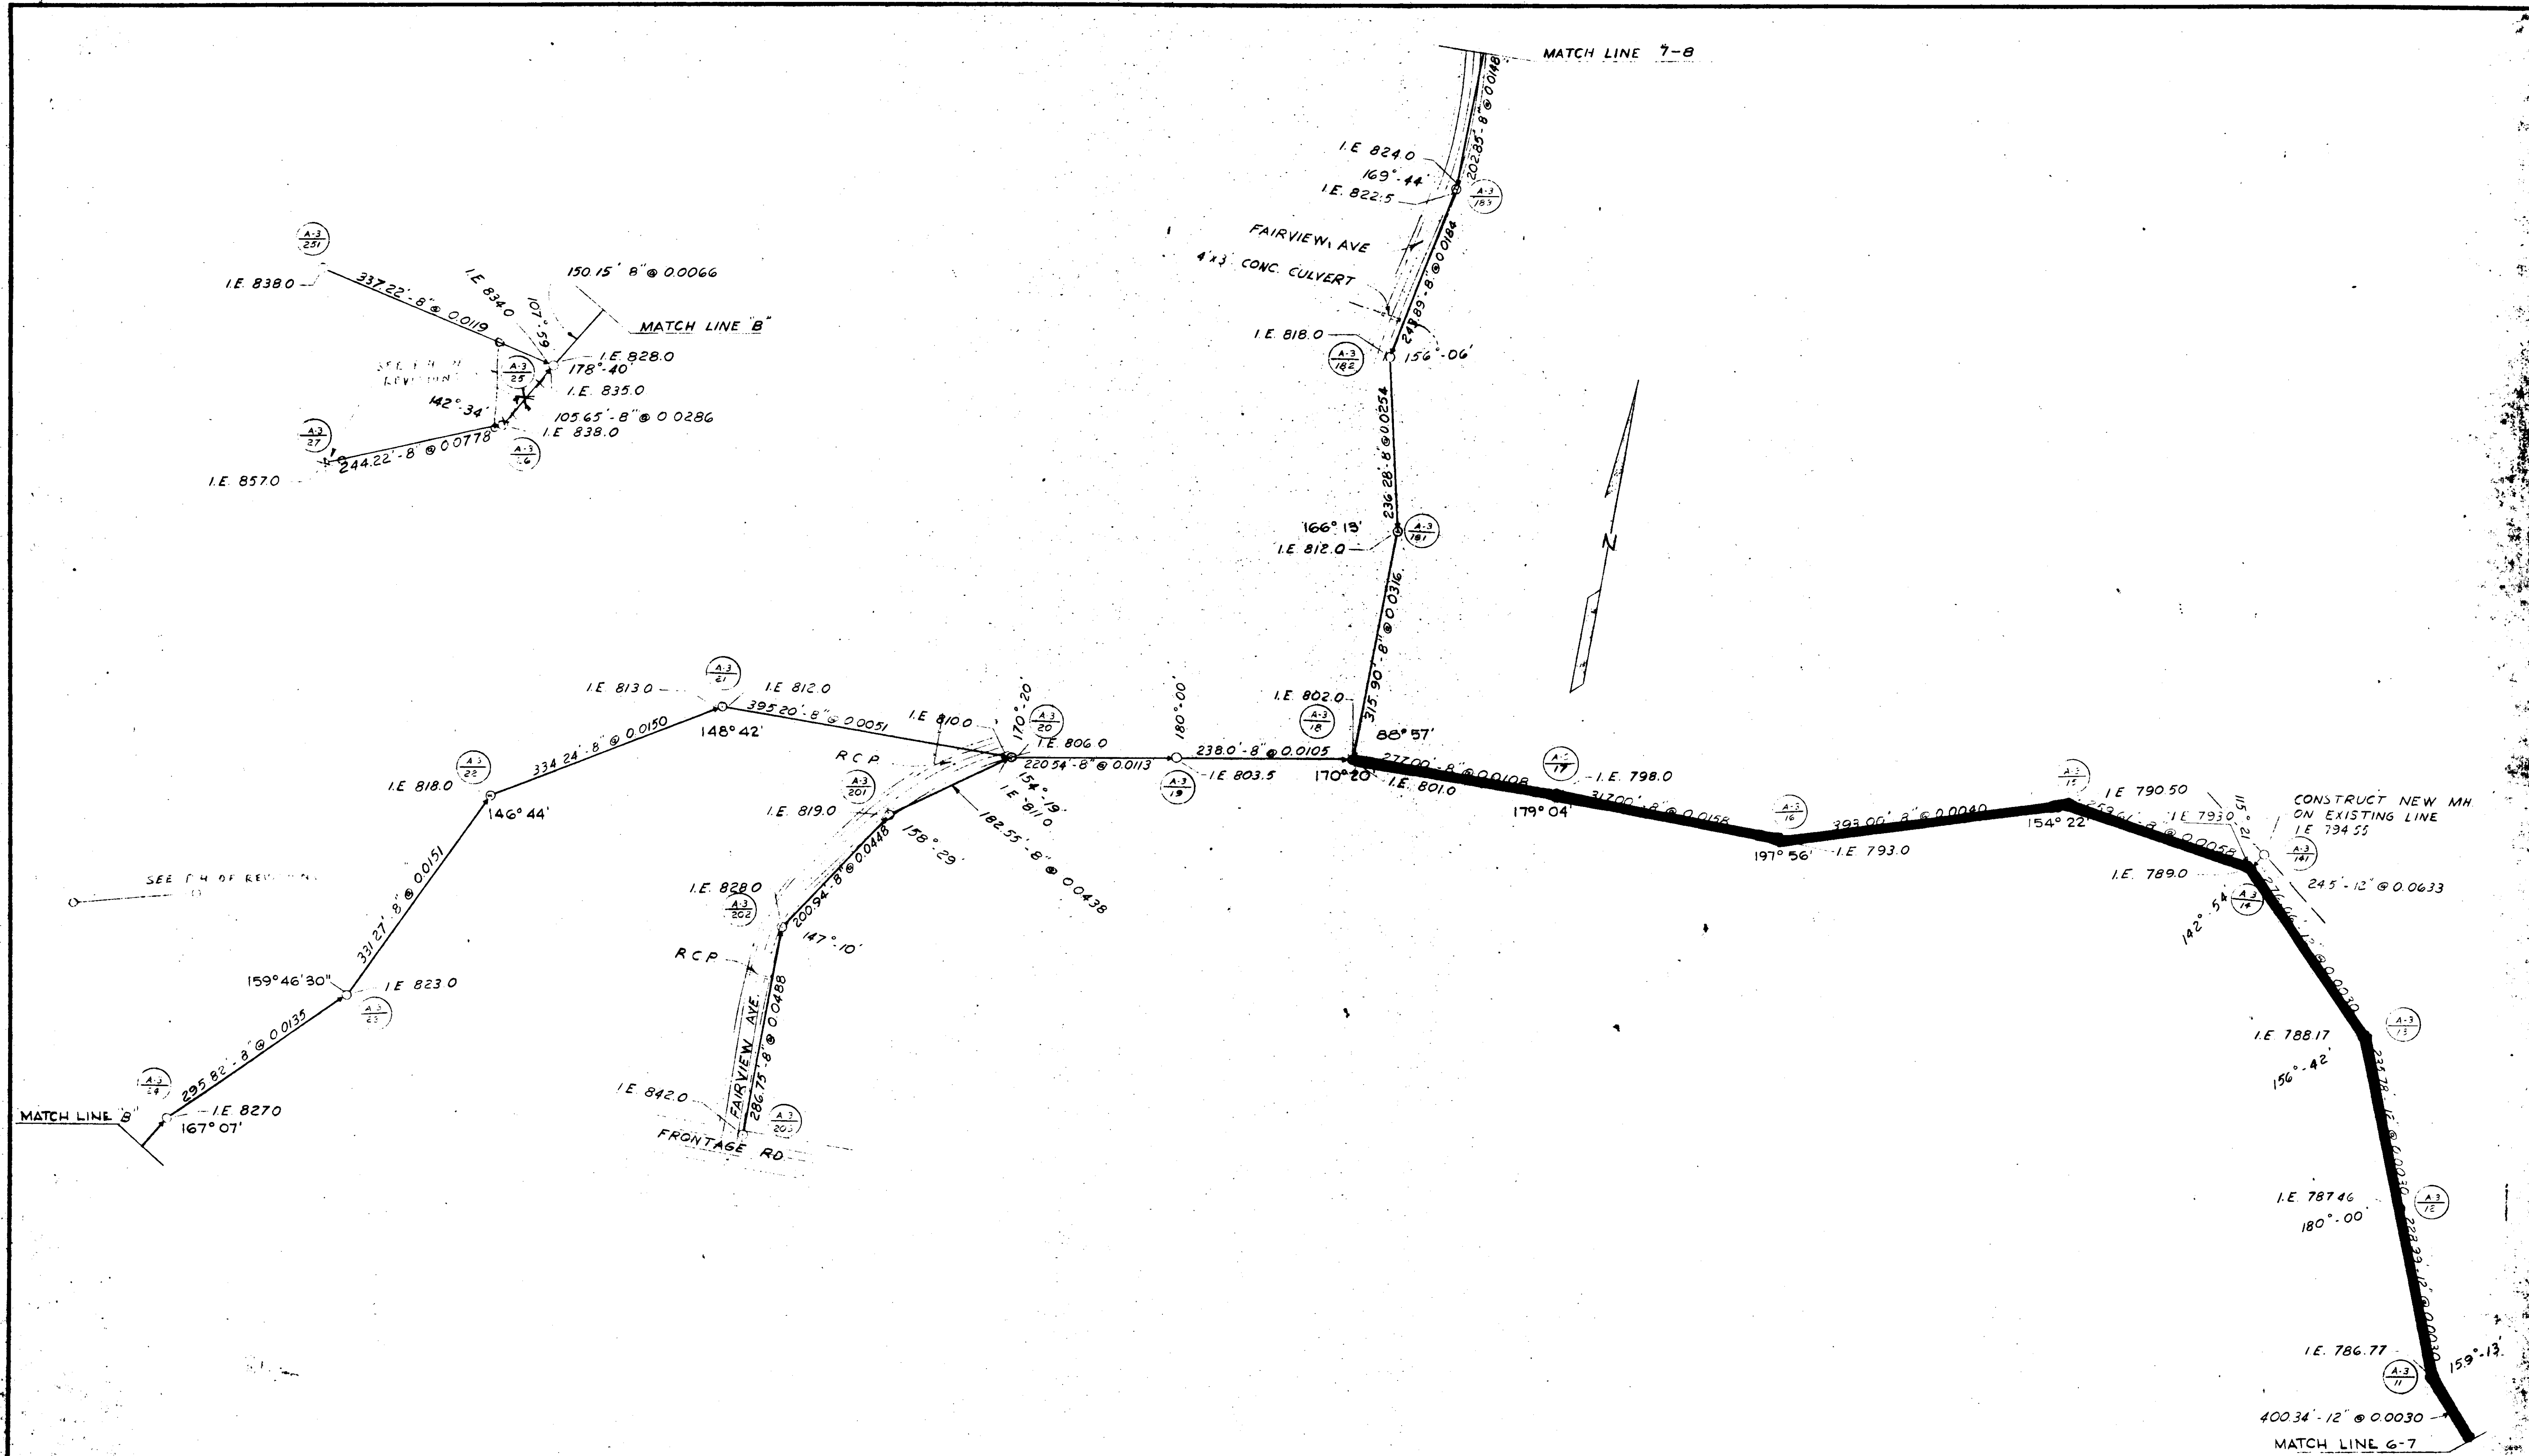 MATCH LINE 7-8
202.85'-8" @ 0.0148
I.E 824.0
169°-44'
I.E. 822.5
A-3
183
FAIRVIEW AVE
4'x3' CONC. CULVERT
I.E. 818.0
A-3
182
156°-06'
236.28'-8" @ 0.0254
166° 13'
I.E. 812.0
A-3
181
315.90'-8" @ 0.0316
A-3
251
I.E. 838.0
337.22'-8" @ 0.0119
I.E 834.0
107°-59'
150.15' 8" @ 0.0066
MATCH LINE "B"
I.E. 828.0
178°-40'
A-3
25
I.E. 835.0
105.65'-8" @ 0.0286
142°-34'
I.E 838.0
A-3
A-3
27
244.22'-8" @ 0.0778
I.E. 857.0
N
I.E. 813.0
A-3
21
I.E 812.0
395.20'-8" @ 0.0051
148° 42'
334.24'-8" @ 0.0150
A-3
22
I.E 818.0
146° 44'
331.27'-8" @ 0.0151
159° 46' 30"
I.E 823.0
A-3
23
295.82'-8" @ 0.0135
A-3
24
MATCH LINE "B"
I.E 827.0
167° 07'
I.E 810.0
170°-20'
A-3
20
I.E. 806.0
220.54'-8" @ 0.0113
R C P
A-3
201
I.E. 819.0
154°-19'
I.E 811.0
182.55'-8" @ 0.0438
158°-29'
200.94'-8" @ 0.0448
I.E. 828.0
A-3
202
147°-10'
R C P
FAIRVIEW AVE.
286.75'-8" @ 0.0488
I.E. 842.0
A-3
203
FRONTAGE RD.
180°-00'
238.0'-8" @ 0.0105
A-3
19
I.E. 803.5
I.E. 802.0
A-3
18
88° 57'
170° 20'
277.00'-8" @ 0.0108
I.E. 801.0
17
I.E. 798.0
179° 04'
317.00'-8" @ 0.0158
A-3
16
197° 56'
I.E. 793.0
393.00'-8" @ 0.0040
A-3
15
154° 22'
I.E 790.50
I.E 793.0
115°-21'
CONSTRUCT NEW MH.
ON EXISTING LINE
I.E 794.55
A-3
141
24.5'-12" @ 0.0633
I.E. 789.0
A-3
14
142°-54'
I.E. 788.17
A-3
13
156°-42'
235.78'-12" @ 0.0030
I.E. 787.46
A-3
12
180°-00'
I.E. 786.77
A-3
11
159°-13'
400.34'-12" @ 0.0030
MATCH LINE 6-7